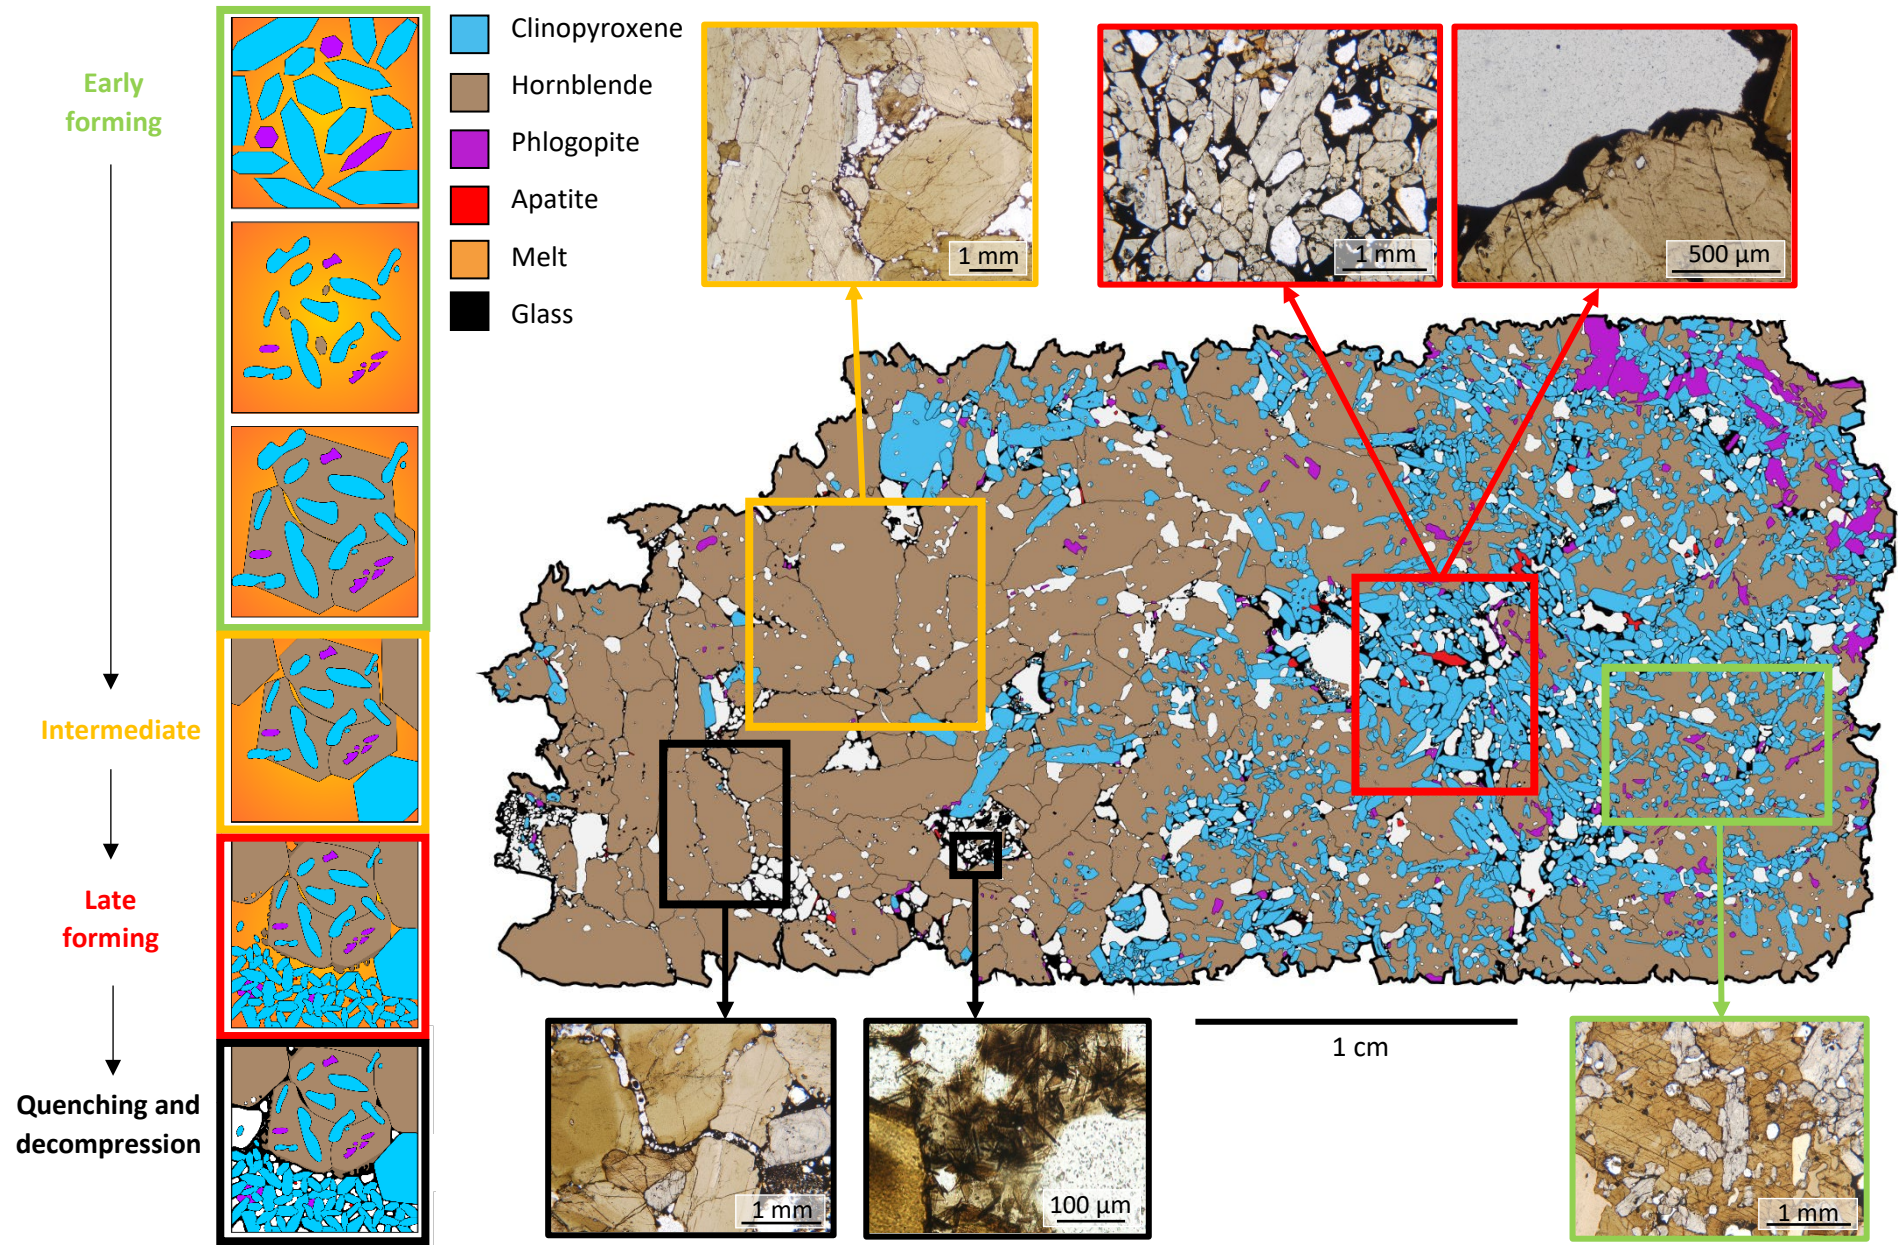 Early
forming
Intermediate
Late
forming
Quenching and
decompression
Clinopyroxene
Hornblende
Phlogopite
Apatite
Melt
Glass
1 mm
1 mm
500 µm
1 cm
1 mm
100 µm
1 mm